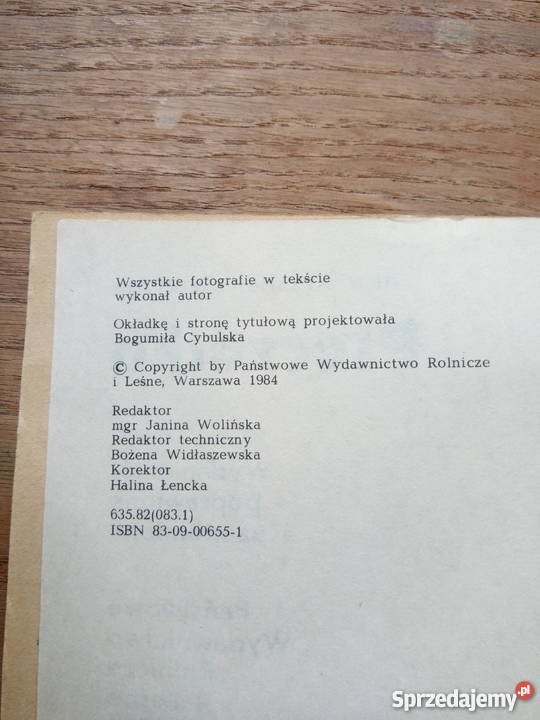 Wszystkie fotografie w tekście
wykonał autor
Okładkę i stronę tytułową projektowała
Bogumiła Cybulska
© Copyright by Państwowe Wydawnictwo Rolnicze
i Leśne, Warszawa 1984
Redaktor
mgr Janina Wolińska
Redaktor techniczny
Bożena Widłaszewska
Korektor
Halina Łencka
635.82(083.1)
ISBN 83-09-00655-1
Sprzedajemy.pl